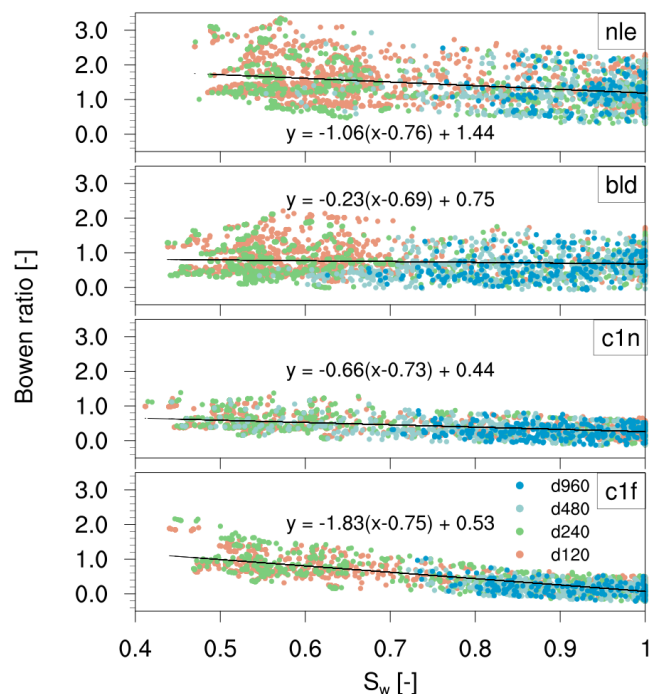 nle
3.0
2.0
1.0
0.0
y = -1.06(x-0.76) + 1.44
bld
3.0
2.0
1.0
0.0
y = -0.23(x-0.69) + 0.75
c1n
3.0
2.0
1.0
0.0
y = -0.66(x-0.73) + 0.44
c1f
3.0
2.0
1.0
0.0
y = -1.83(x-0.75) + 0.53
d960
d480
d240
d120
0.4 0.5 0.6 0.7 0.8 0.9 1
S_w [-]
Bowen ratio [-]